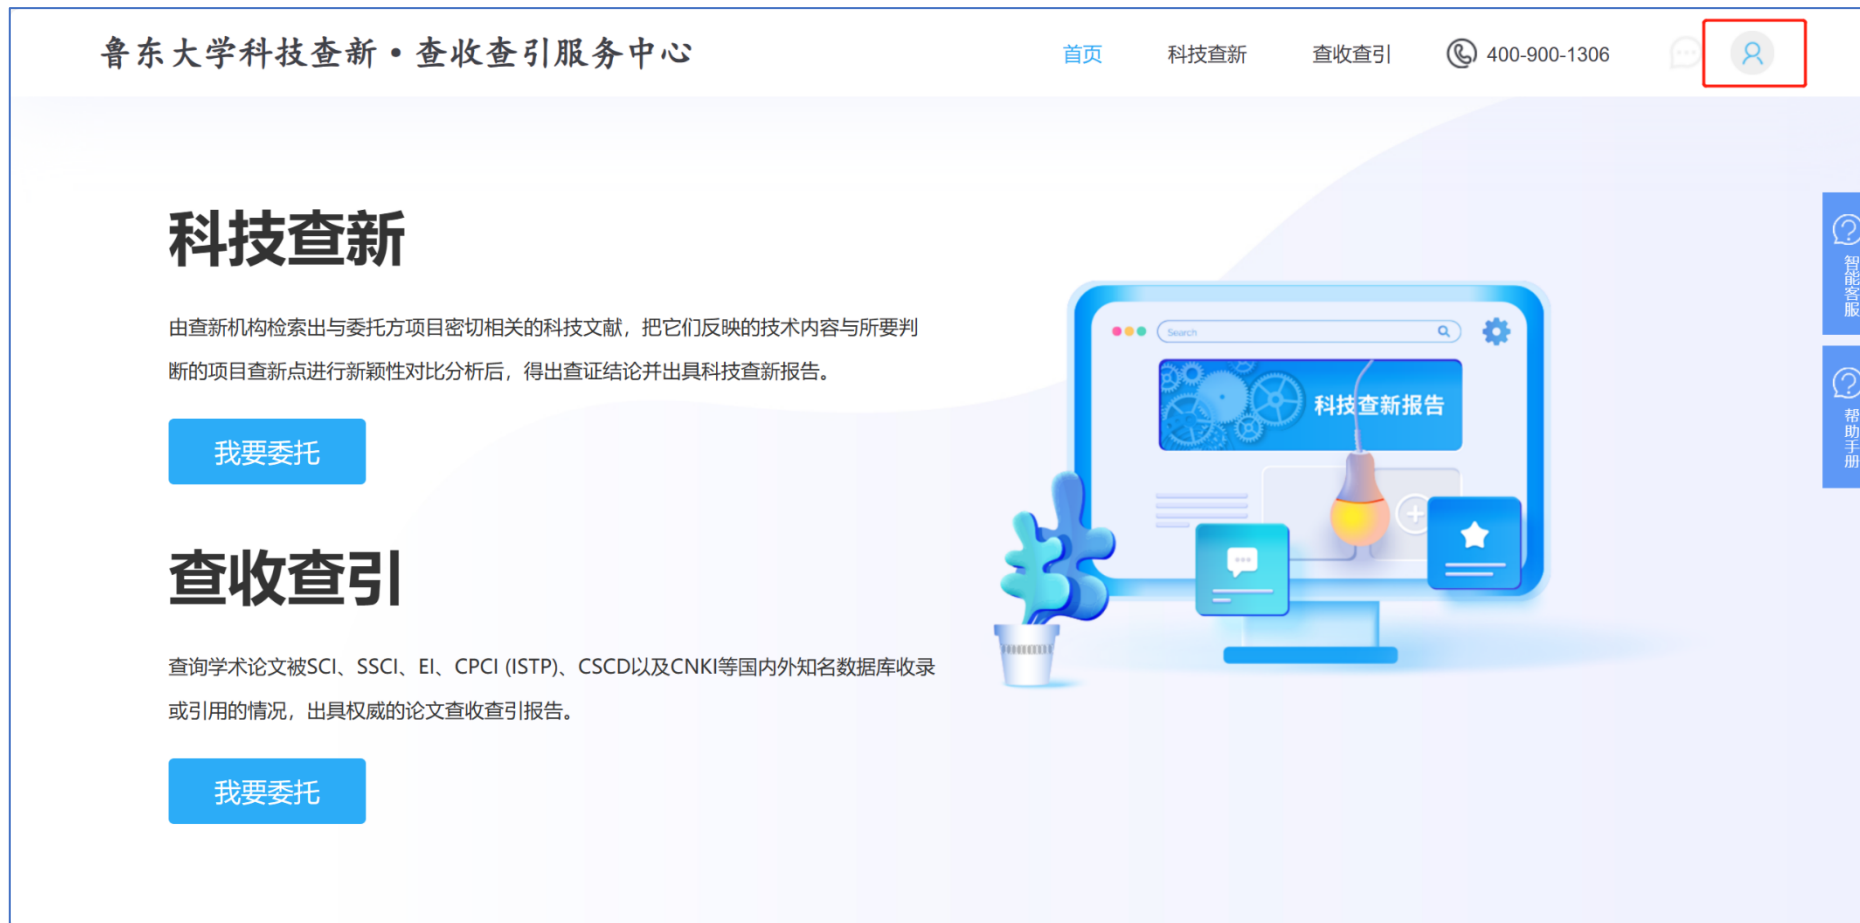 鲁东大学科技查新·查收查引服务中心
首页 科技查新 查收查引 400-900-1306
科技查新
由查新机构检索出与委托方项目密切相关的科技文献，把它们反映的技术内容与所要判
断的项目查新点进行新颖性对比分析后，得出查证结论并出具科技查新报告。
我要委托
查收查引
查询学术论文被SCI、SSCI、EI、CPCI (ISTP)、CSCD以及CNKI等国内外知名数据库收录
或引用的情况，出具权威的论文查收查引报告。
我要委托
Search
科技查新报告
智能客服
帮助手册